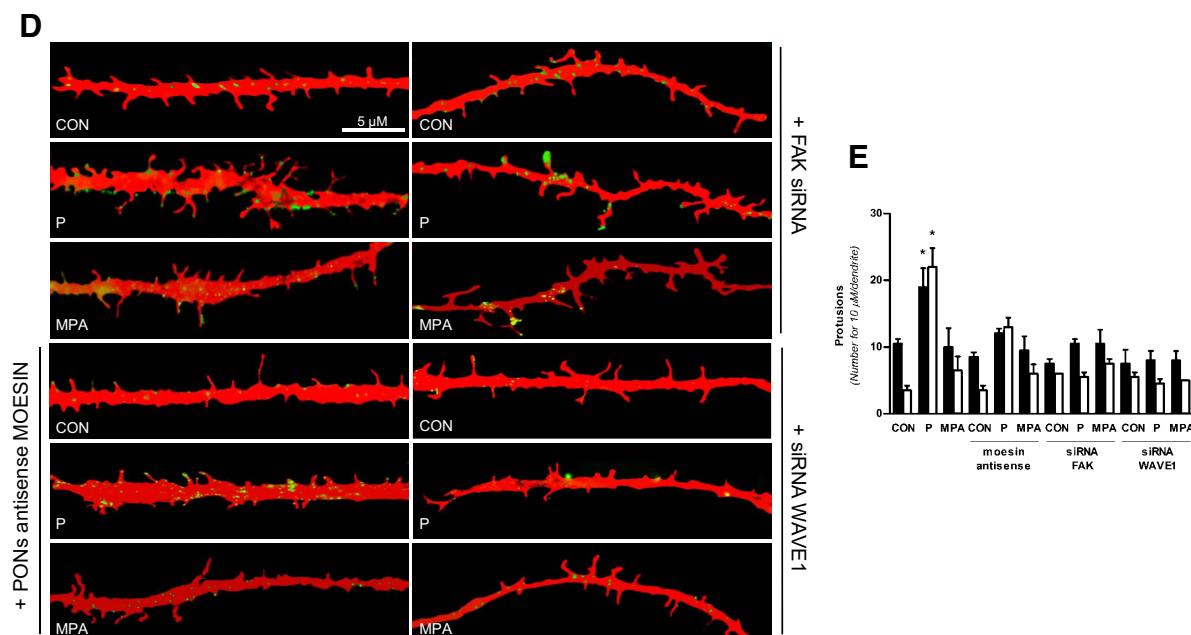 D
CON
5 µM
CON
P
P
MPA
MPA
+ FAK siRNA
CON
CON
P
P
MPA
MPA
+ PONs antisense MOESIN
+ siRNA WAVE1
E
Protusions
(Number for 10 µM/dendrite)
30
20
10
0
*
*
CON P MPA CON P MPA CON P MPA CON P MPA
moesin antisense
siRNA FAK
siRNA WAVE1